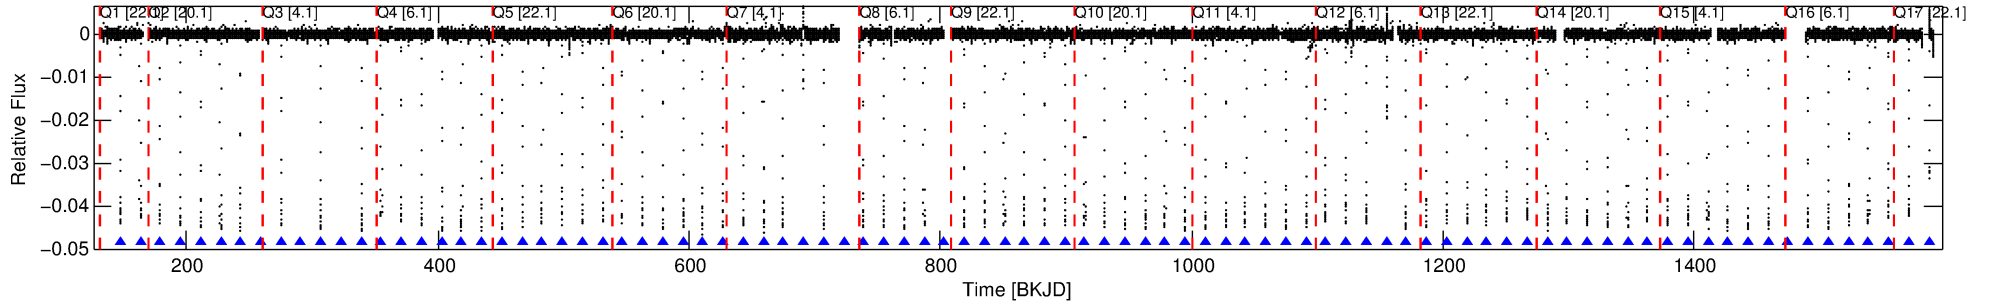 Q1 [22 Q2 [20.1] Q3 [4.1] Q4 [6.1] Q5 [22.1] Q6 [20.1] Q7 [4.1] Q8 [6.1] Q9 [22.1] Q10 [20.1] Q11 [4.1] Q12 [6.1] Q13 [22.1] Q14 [20.1] Q15 [4.1] Q16 [6.1] Q17 [22.1]
0
−0.01
−0.02
−0.03
−0.04
−0.05
Relative Flux
200 400 600 800 1000 1200 1400
Time [BKJD]